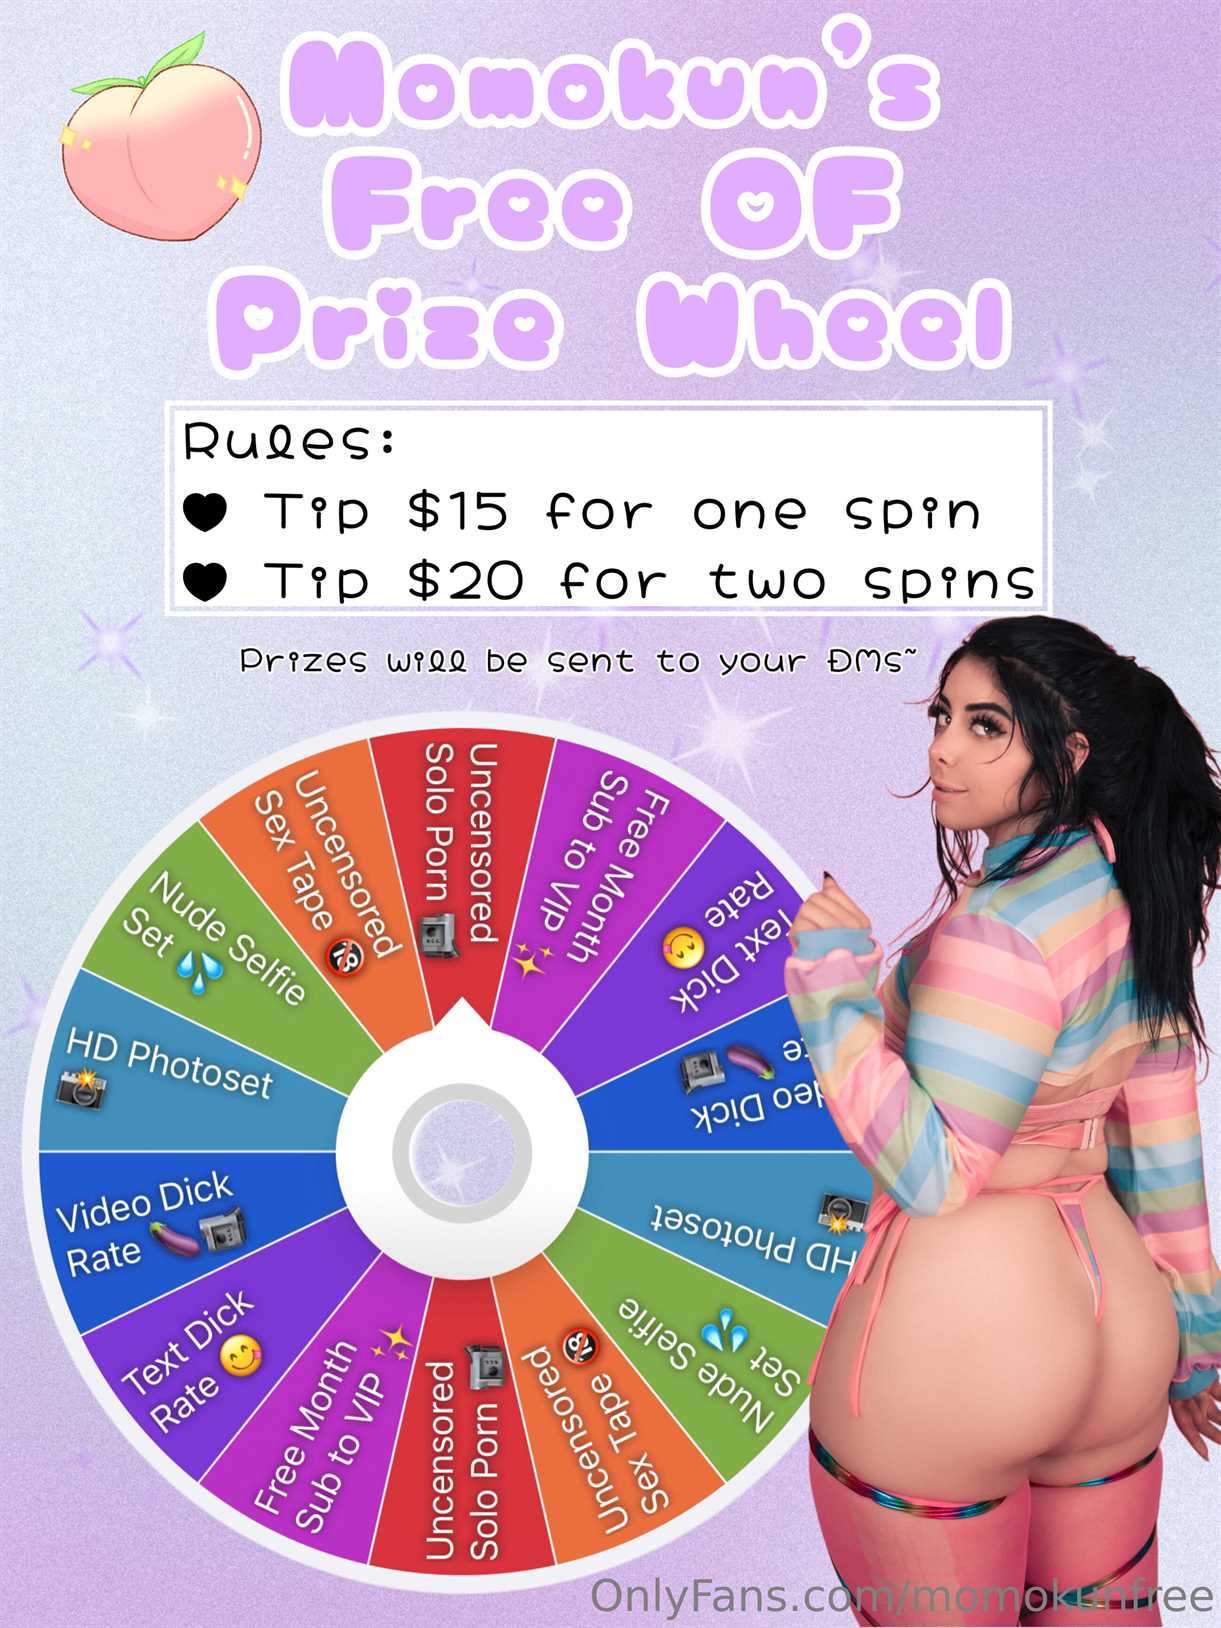 Momokun's
Free OF
Prize Wheel
Rules:
♥ Tip $15 for one spin
♥ Tip $20 for two spins
Prizes will be sent to your DMs~
Uncensored
Solo Porn
Free Month
Sub to VIP
Text Dick
Rate
Video Dick
HD Photoset
Nude Selfie
Set
Uncensored
Sex Tape
Uncensored
Solo Porn
Free Month
Sub to VIP
Text Dick
Rate
Video Dick
Rate
HD Photoset
Nude Selfie
Set
Uncensored
Sex Tape
OnlyFans.com/momokunfree